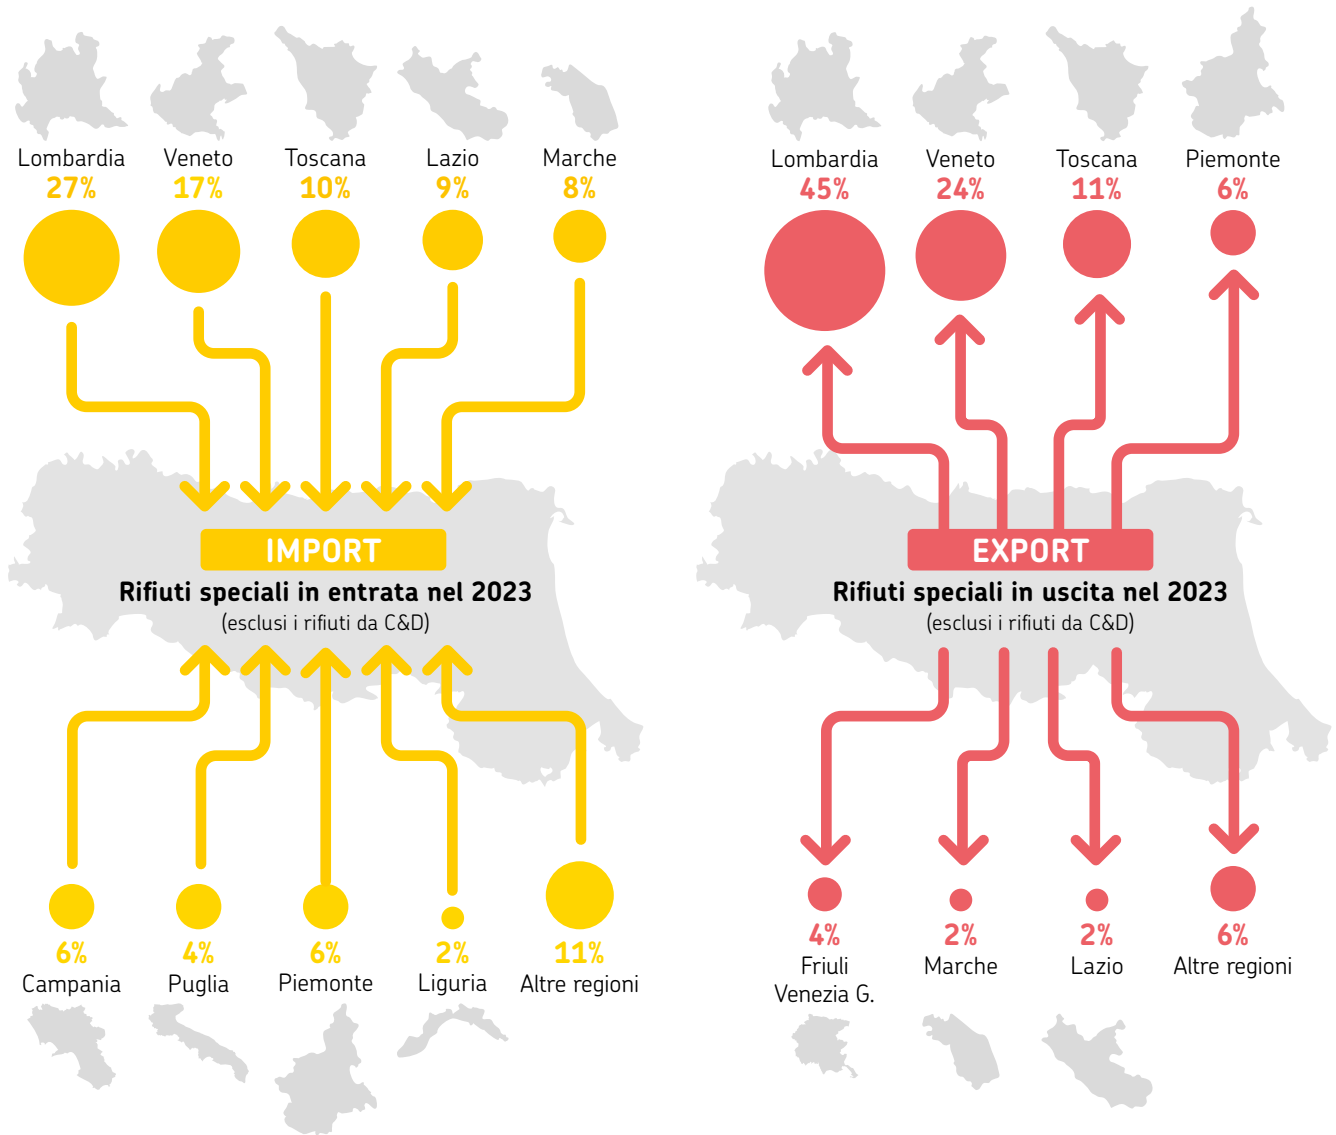 Lombardia
27%
Veneto
17%
Toscana
10%
Lazio
9%
Marche
8%
IMPORT
Rifiuti speciali in entrata nel 2023
(esclusi i rifiuti da C&D)
6%
Campania
4%
Puglia
6%
Piemonte
2%
Liguria
11%
Altre regioni
Lombardia
45%
Veneto
24%
Toscana
11%
Piemonte
6%
EXPORT
Rifiuti speciali in uscita nel 2023
(esclusi i rifiuti da C&D)
4%
Friuli
Venezia G.
2%
Marche
2%
Lazio
6%
Altre regioni